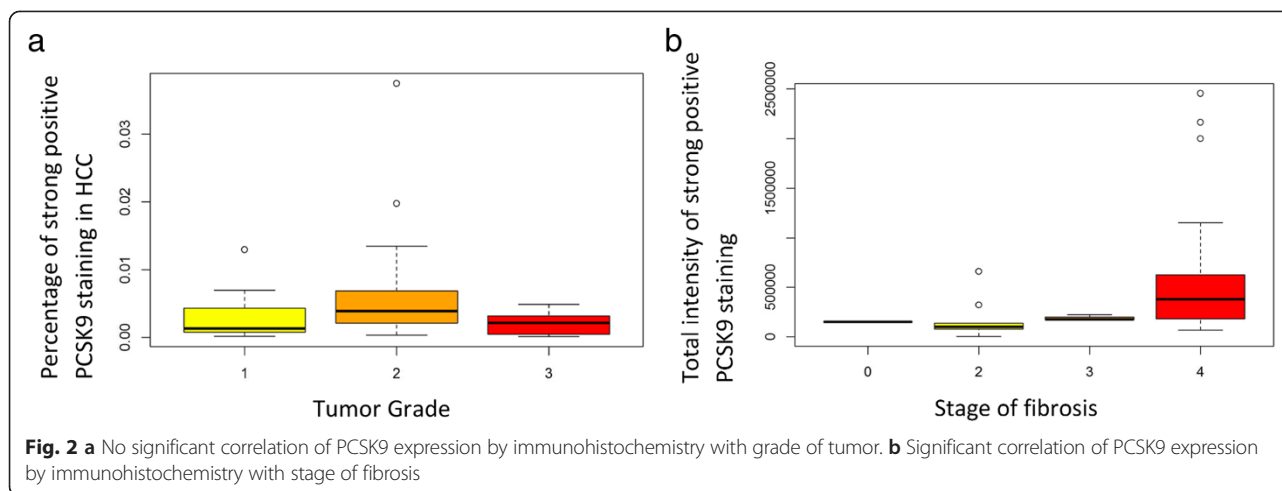 a
Percentage of strong positive
PCSK9 staining in HCC
0.03
0.02
0.01
0.00
1 2 3
Tumor Grade
b
Total intensity of strong positive
PCSK9 staining
2500000
1500000
500000
0
0 2 3 4
Stage of fibrosis
Fig. 2 a No significant correlation of PCSK9 expression by immunohistochemistry with grade of tumor. b Significant correlation of PCSK9 expression
by immunohistochemistry with stage of fibrosis